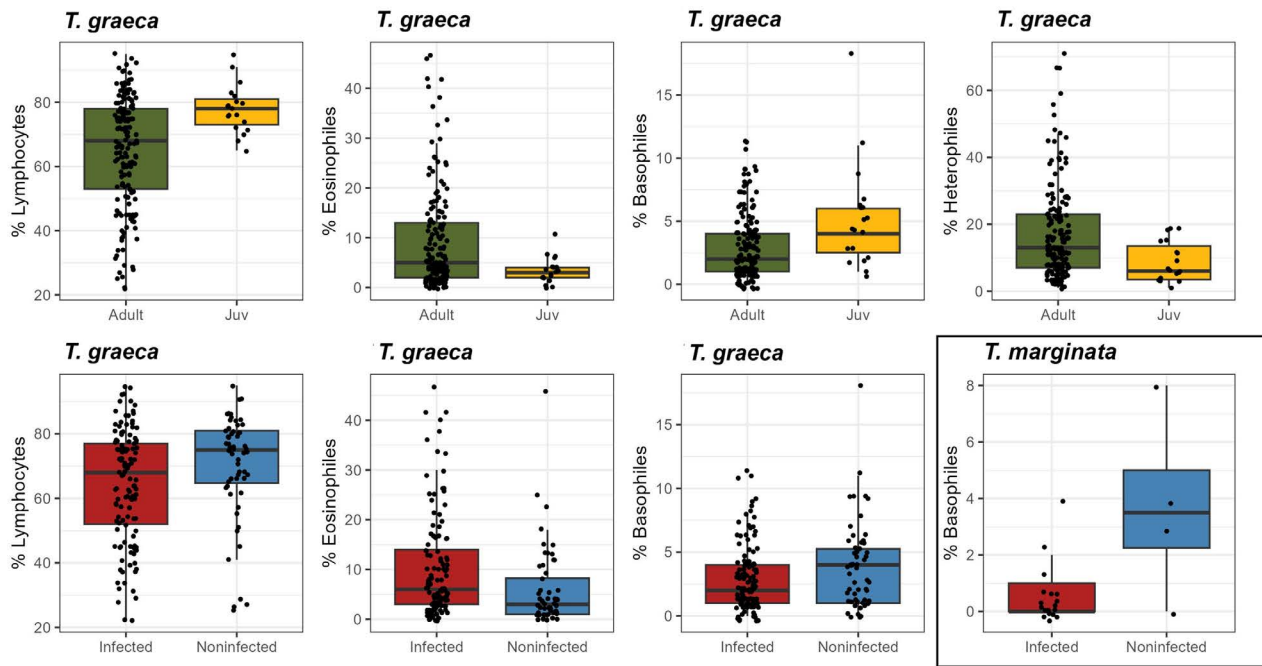 T. graeca
T. graeca
T. graeca
T. graeca
% Lymphocytes
80
60
40
20
Adult
Juv
% Eosinophiles
40
30
20
10
0
Adult
Juv
% Basophiles
15
10
5
0
Adult
Juv
% Heterophiles
60
40
20
0
Adult
Juv
T. graeca
T. graeca
T. graeca
T. marginata
% Lymphocytes
80
60
40
20
Infected
Noninfected
% Eosinophiles
40
30
20
10
0
Infected
Noninfected
% Basophiles
15
10
5
0
Infected
Noninfected
% Basophiles
8
6
4
2
0
Infected
Noninfected